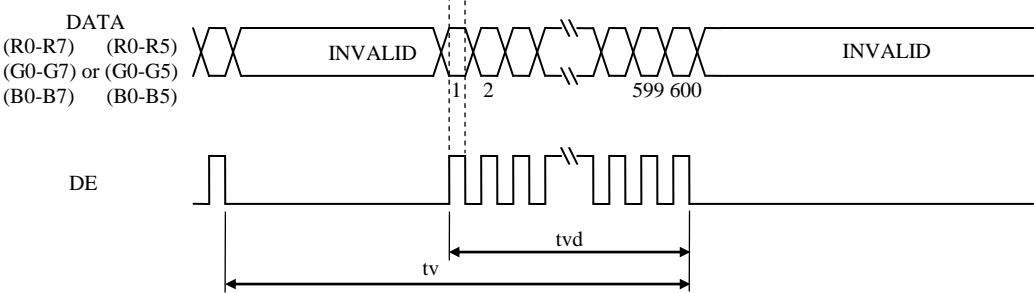 DATA
(R0-R7) (R0-R5)
(G0-G7) or (G0-G5)
(B0-B7) (B0-B5)
INVALID
INVALID
1 2 599 600
DE
tvd
tv